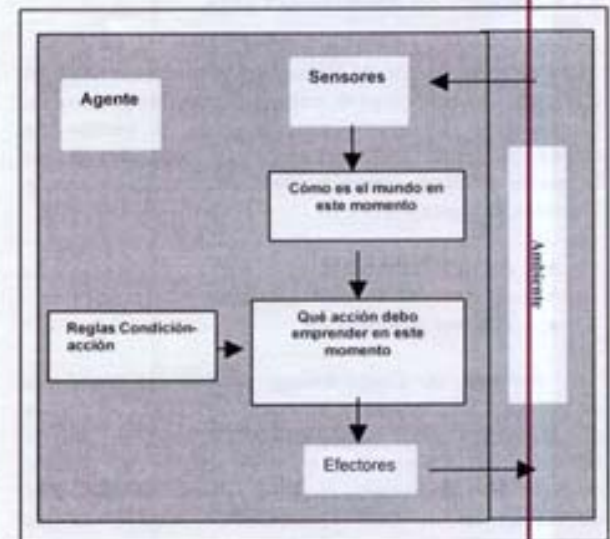 Agente
Sensores
Cómo es el mundo en
este momento
Ambiente
Reglas Condición-
acción
Qué acción debo
emprender en este
momento
Efectores